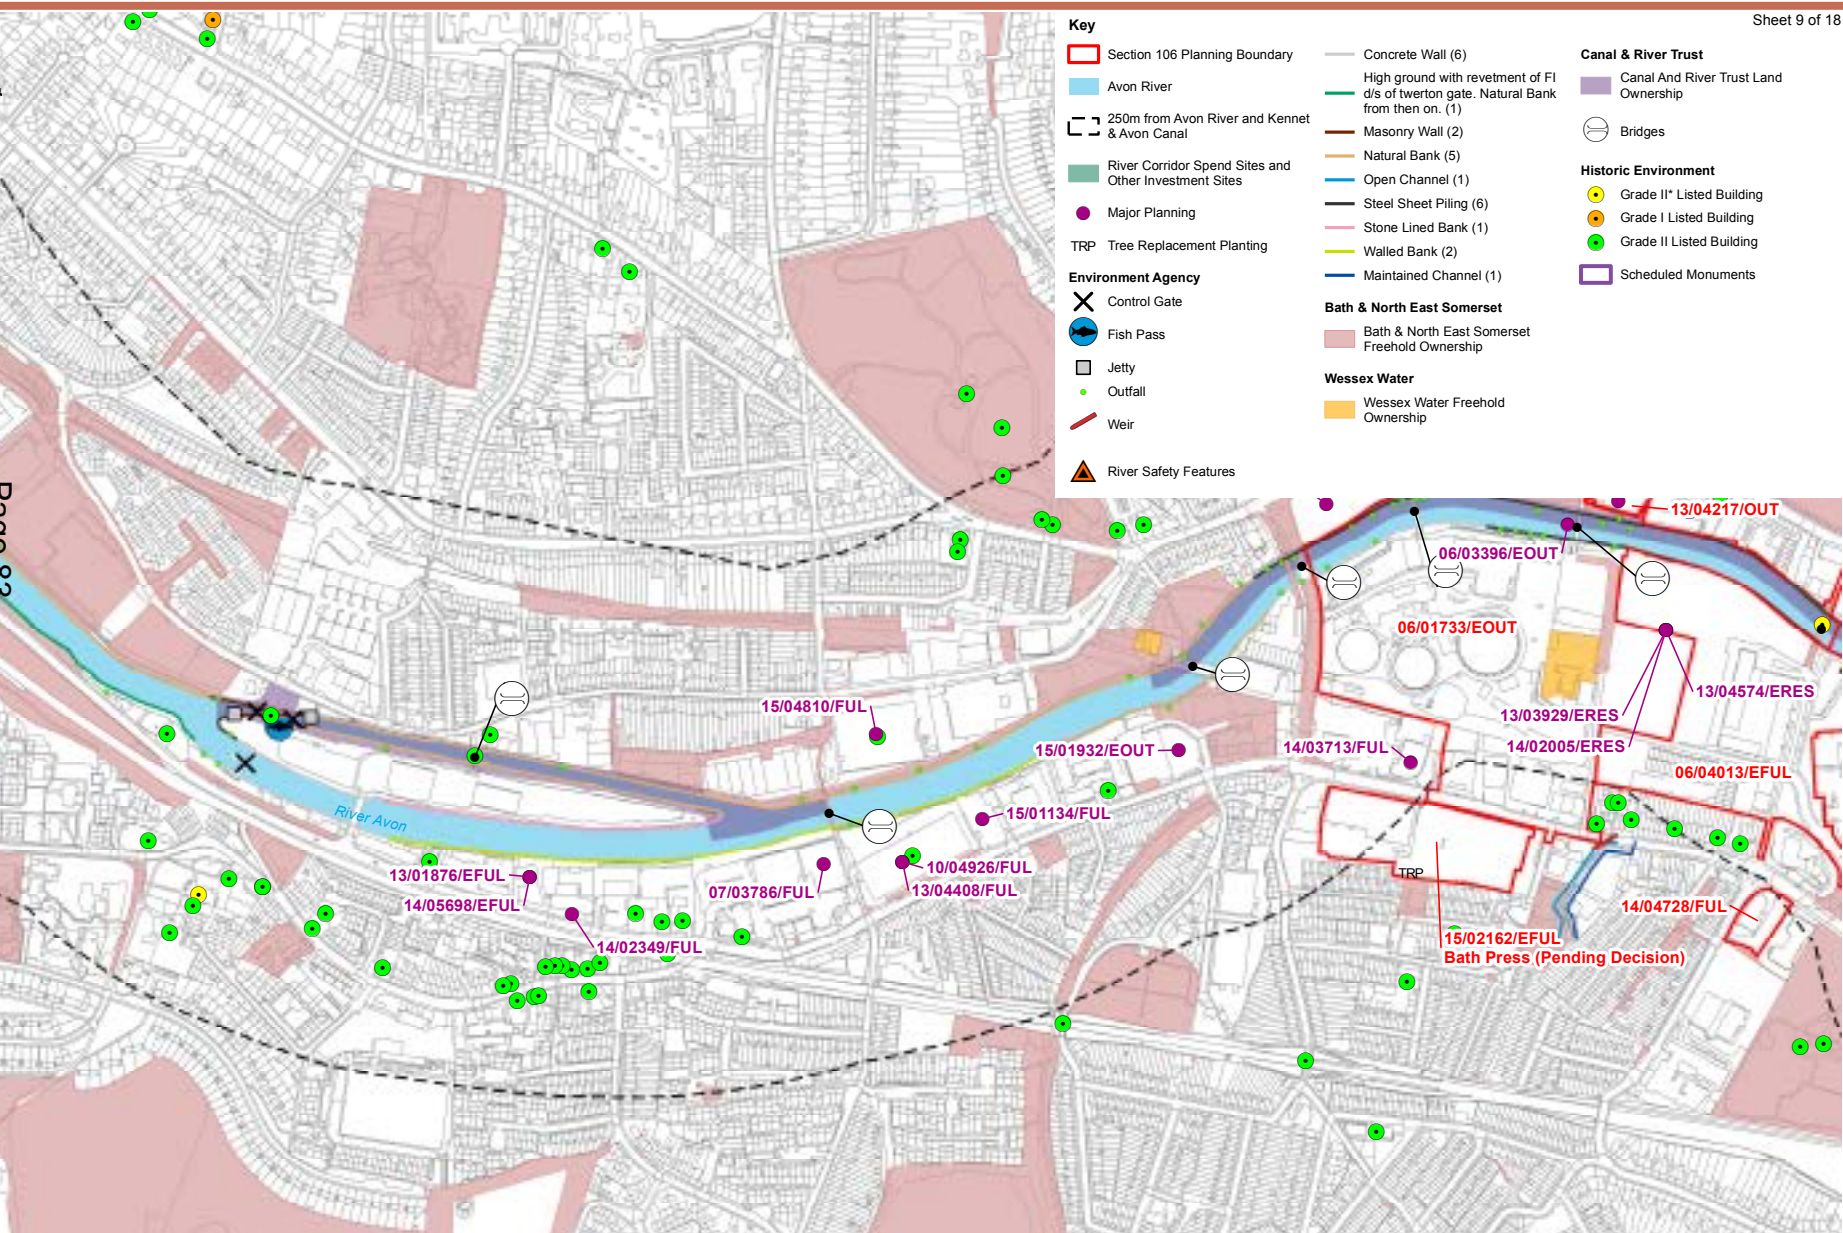 Sheet 9 of 18
Key
Section 106 Planning Boundary
Avon River
250m from Avon River and Kennet
& Avon Canal
River Corridor Spend Sites and
Other Investment Sites
Major Planning
TRP Tree Replacement Planting
Environment Agency
Control Gate
Fish Pass
Jetty
Outfall
Weir
River Safety Features
Concrete Wall (6)
High ground with revetment of FI
d/s of twerton gate. Natural Bank
from then on. (1)
Masonry Wall (2)
Natural Bank (5)
Open Channel (1)
Steel Sheet Piling (6)
Stone Lined Bank (1)
Walled Bank (2)
Maintained Channel (1)
Bath & North East Somerset
Bath & North East Somerset
Freehold Ownership
Wessex Water
Wessex Water Freehold
Ownership
Canal & River Trust
Canal And River Trust Land
Ownership
Bridges
Historic Environment
Grade II* Listed Building
Grade I Listed Building
Grade II Listed Building
Scheduled Monuments
Page 83
13/04217/OUT
06/03396/EOUT
06/01733/EOUT
13/04574/ERES
13/03929/ERES
14/02005/ERES
15/04810/FUL
15/01932/EOUT
14/03713/FUL
06/04013/EFUL
River Avon
15/01134/FUL
10/04926/FUL
13/04408/FUL
07/03786/FUL
13/01876/EFUL
14/05698/EFUL
14/02349/FUL
TRP
14/04728/FUL
15/02162/EFUL
Bath Press (Pending Decision)